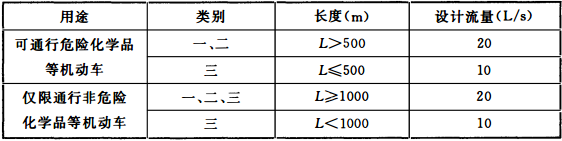 用途 类别 长度(m) 设计流量(L/s)
可通行危险化学品等机动车 一、二 L>500 20
三 L≤500 10
仅限通行非危险化学品等机动车 一、二、三 L≥1000 20
三 L<1000 10